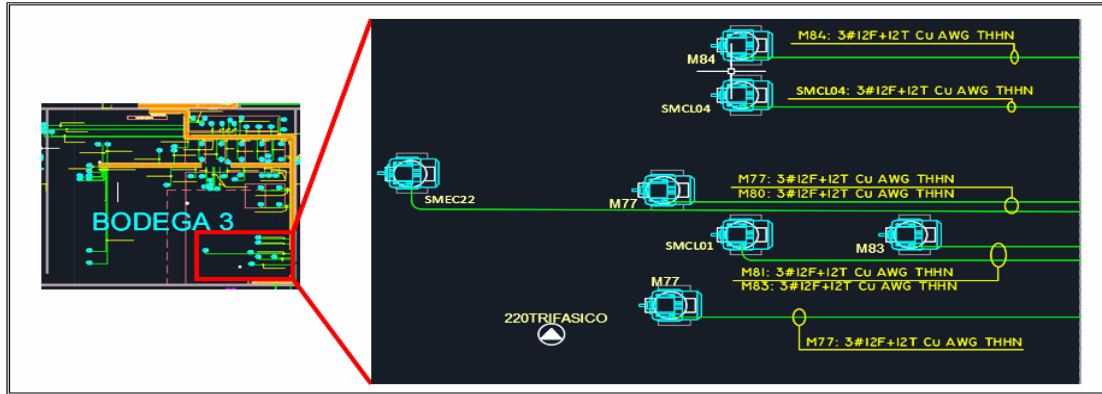 BODEGA 3
M84: 3#12F+12T Cu AWG THHN
M84
SMCL04: 3#12F+12T Cu AWG THHN
SMCL04
SMEC22
M77: 3#12F+12T Cu AWG THHN
M80: 3#12F+12T Cu AWG THHN
M77
SMCL01
M83
M81: 3#12F+12T Cu AWG THHN
M83: 3#12F+12T Cu AWG THHN
M77
220TRIFASICO
M77: 3#12F+12T Cu AWG THHN